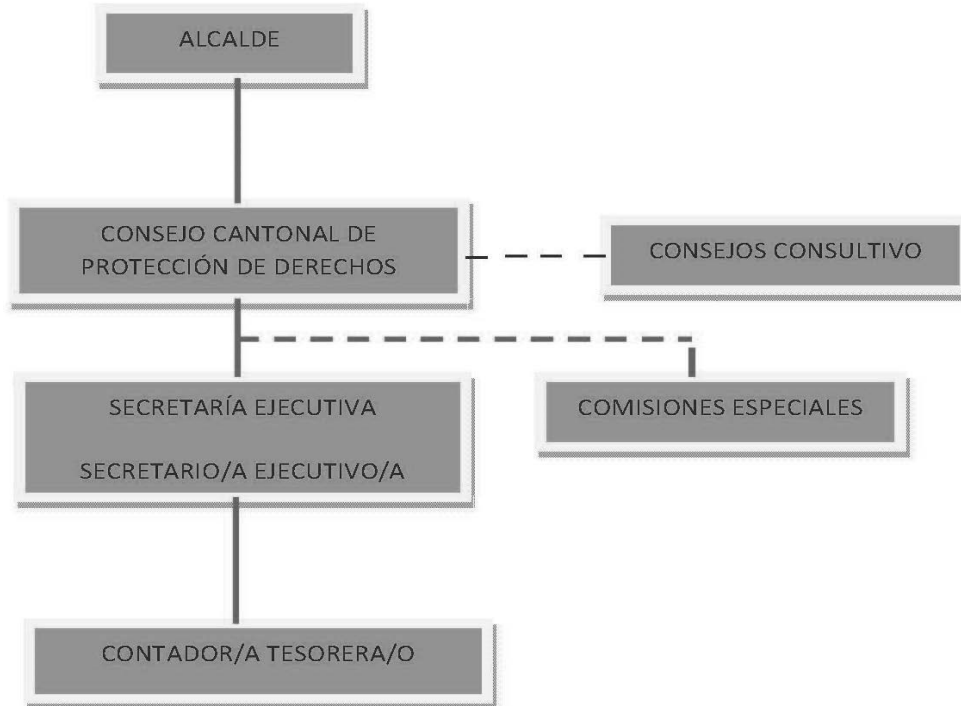 ALCALDE
CONSEJO CANTONAL DE
PROTECCIÓN DE DERECHOS
CONSEJOS CONSULTIVO
SECRETARÍA EJECUTIVA
SECRETARIO/A EJECUTIVO/A
COMISIONES ESPECIALES
CONTADOR/A TESORERA/O